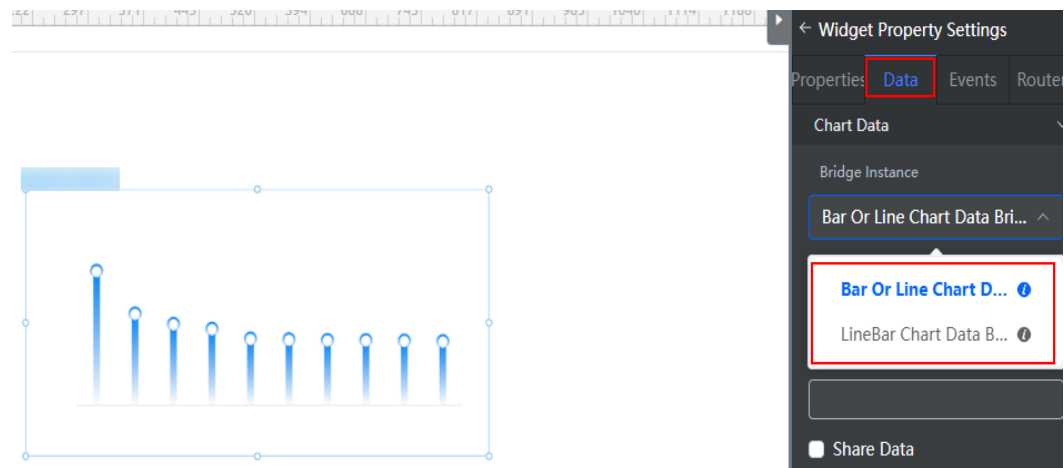 Widget Property Settings
Properties Data Events Router
Chart Data
Bridge Instance
Bar Or Line Chart Data Bri...
Bar Or Line Chart D...
LineBar Chart Data B...
Share Data